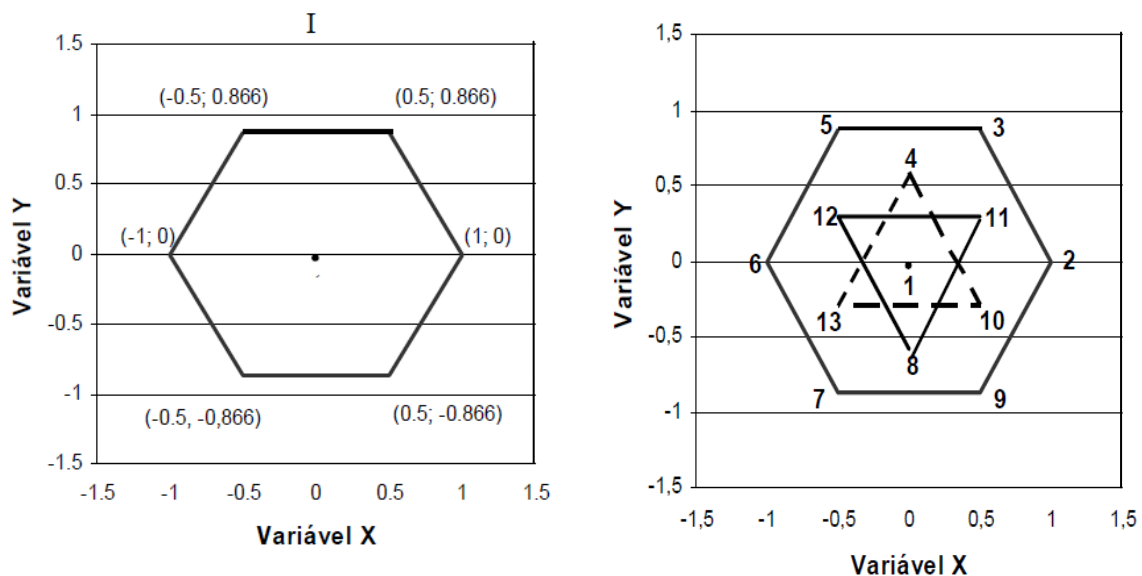 I
1.5
(-0.5; 0.866) (0.5; 0.866)
1
0.5
(-1; 0) (1; 0)
0
-0.5
-1
(-0.5, -0,866) (0.5; -0.866)
-1.5
-1.5 -1 -0.5 0 0.5 1 1.5
Variável X
Variável Y
1,5
1
5 3
4
0,5
12 11
0
6 1 2
13 10
-0,5
8
7 9
-1
-1,5
-1,5 -1 -0,5 0 0,5 1 1,5
Variável X
Variável Y